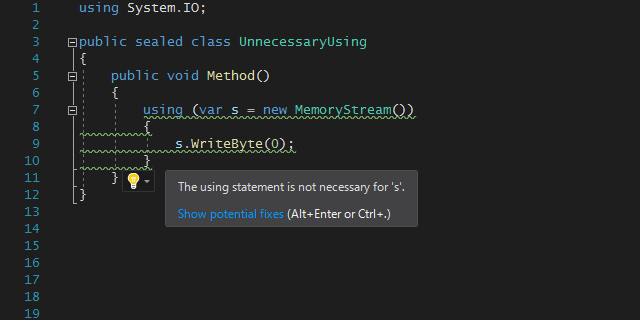 1 using System.IO;
2
3 public sealed class UnnecessaryUsing
4 {
5 public void Method()
6 {
7 using (var s = new MemoryStream())
8 {
9 s.WriteByte(0);
10 }
11 }
12 }
13
The using statement is not necessary for 's'.
14
Show potential fixes (Alt+Enter or Ctrl+.)
15
16
17
18
19